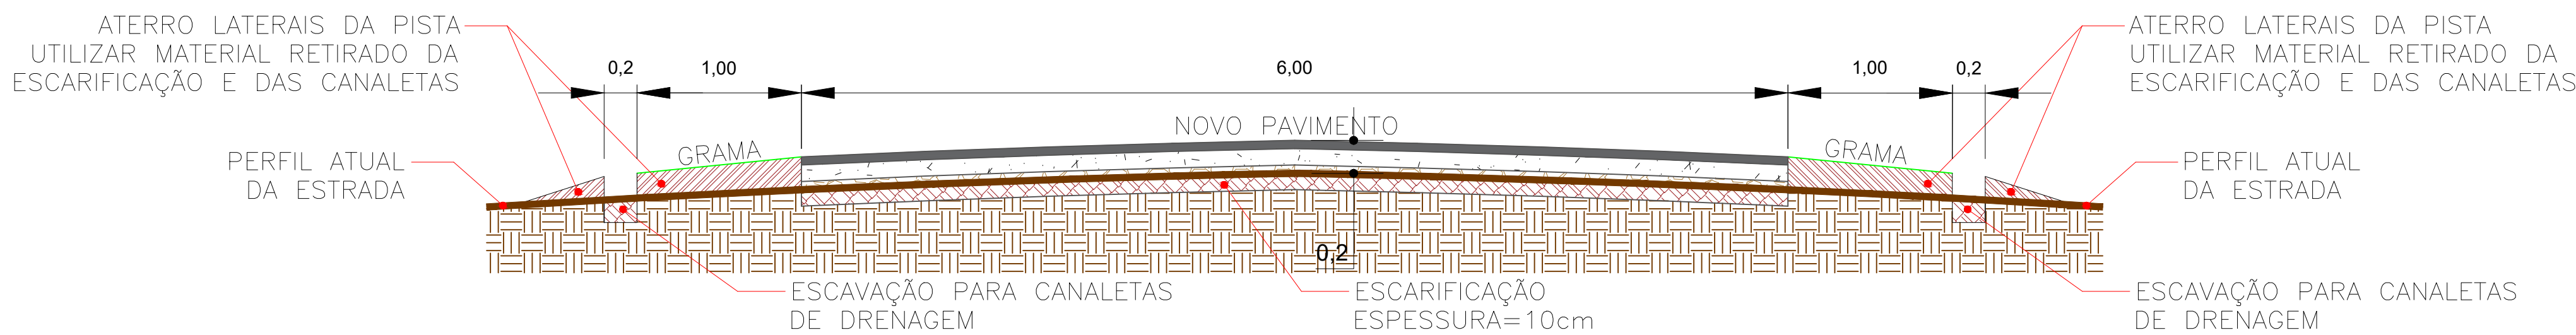 ATERRO LATERAIS DA PISTA
UTILIZAR MATERIAL RETIRADO DA
ESCARIFICAÇÃO E DAS CANALETAS
0,2
1,00
6,00
1,00
0,2
ATERRO LATERAIS DA PISTA
UTILIZAR MATERIAL RETIRADO DA
ESCARIFICAÇÃO E DAS CANALETAS
NOVO PAVIMENTO
GRAMA
GRAMA
PERFIL ATUAL
DA ESTRADA
PERFIL ATUAL
DA ESTRADA
0,2
ESCAVAÇÃO PARA CANALETAS
DE DRENAGEM
ESCARIFICAÇÃO
ESPESSURA=10cm
ESCAVAÇÃO PARA CANALETAS
DE DRENAGEM